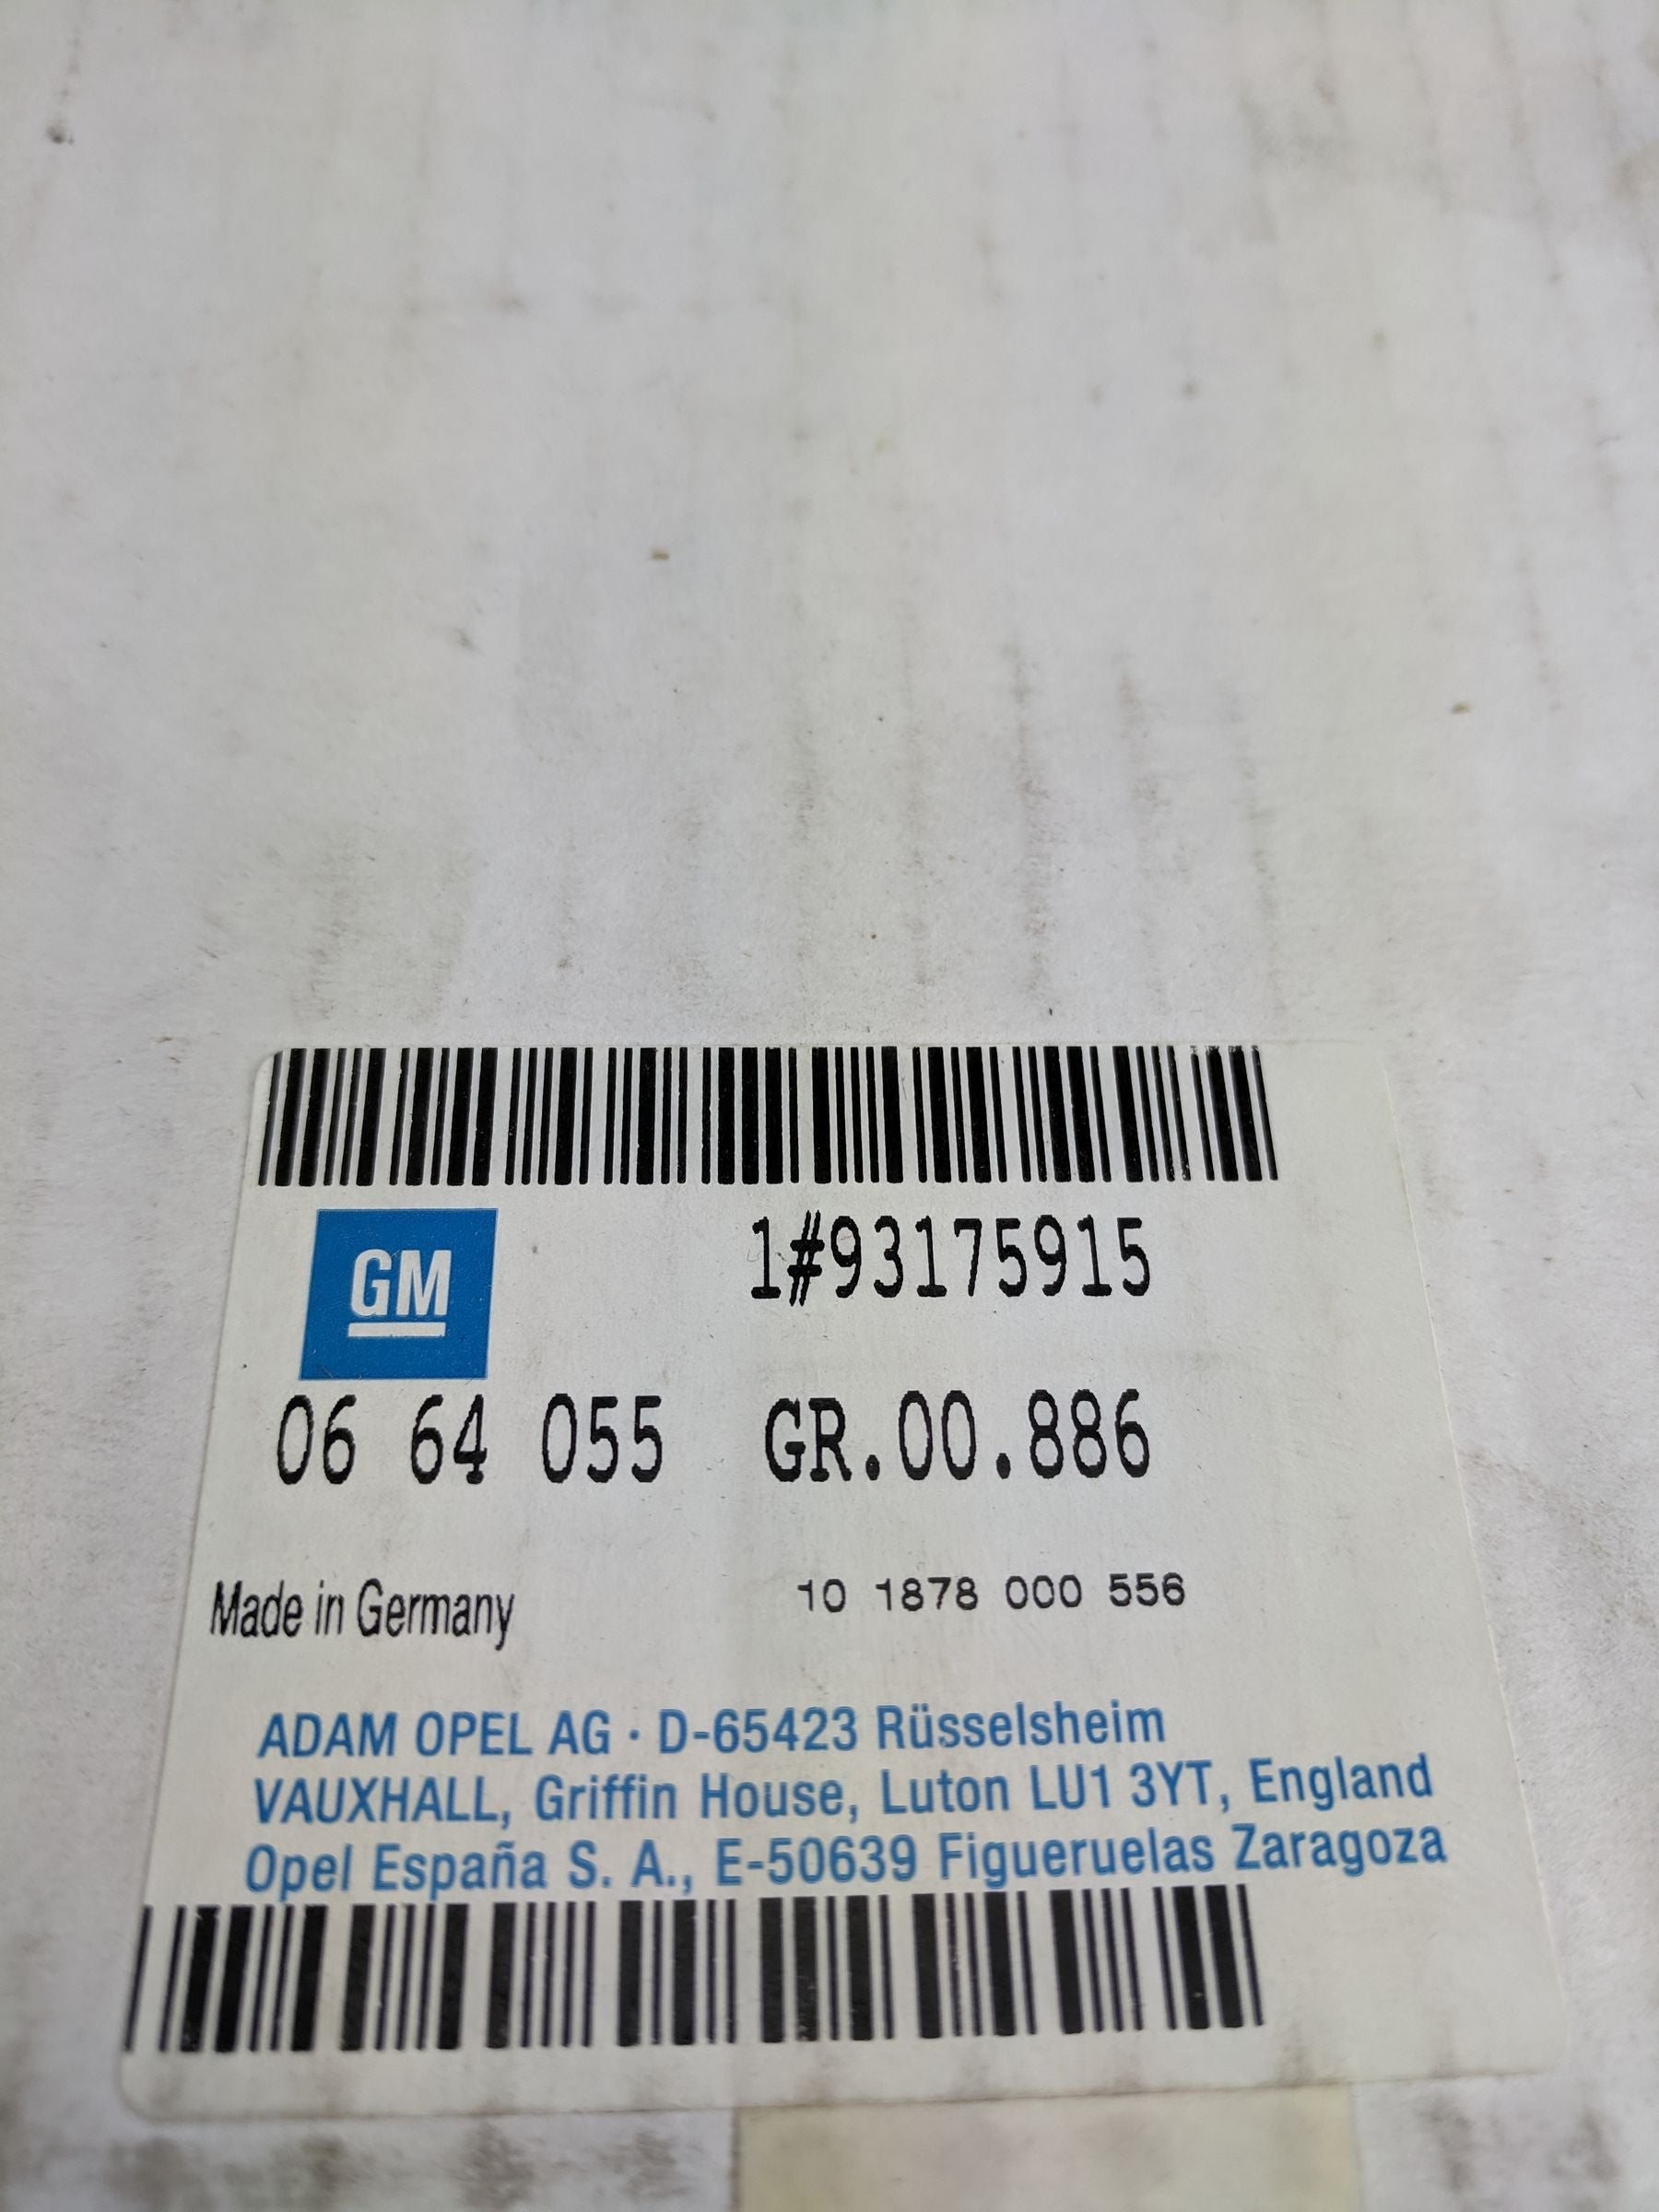 GM
1#93175915
06 64 055 GR.00.886
Made in Germany 10 1878 000 556
ADAM OPEL AG · D-65423 Rüsselsheim
VAUXHALL, Griffin House, Luton LU1 3YT, England
Opel España S. A., E-50639 Figueruelas Zaragoza